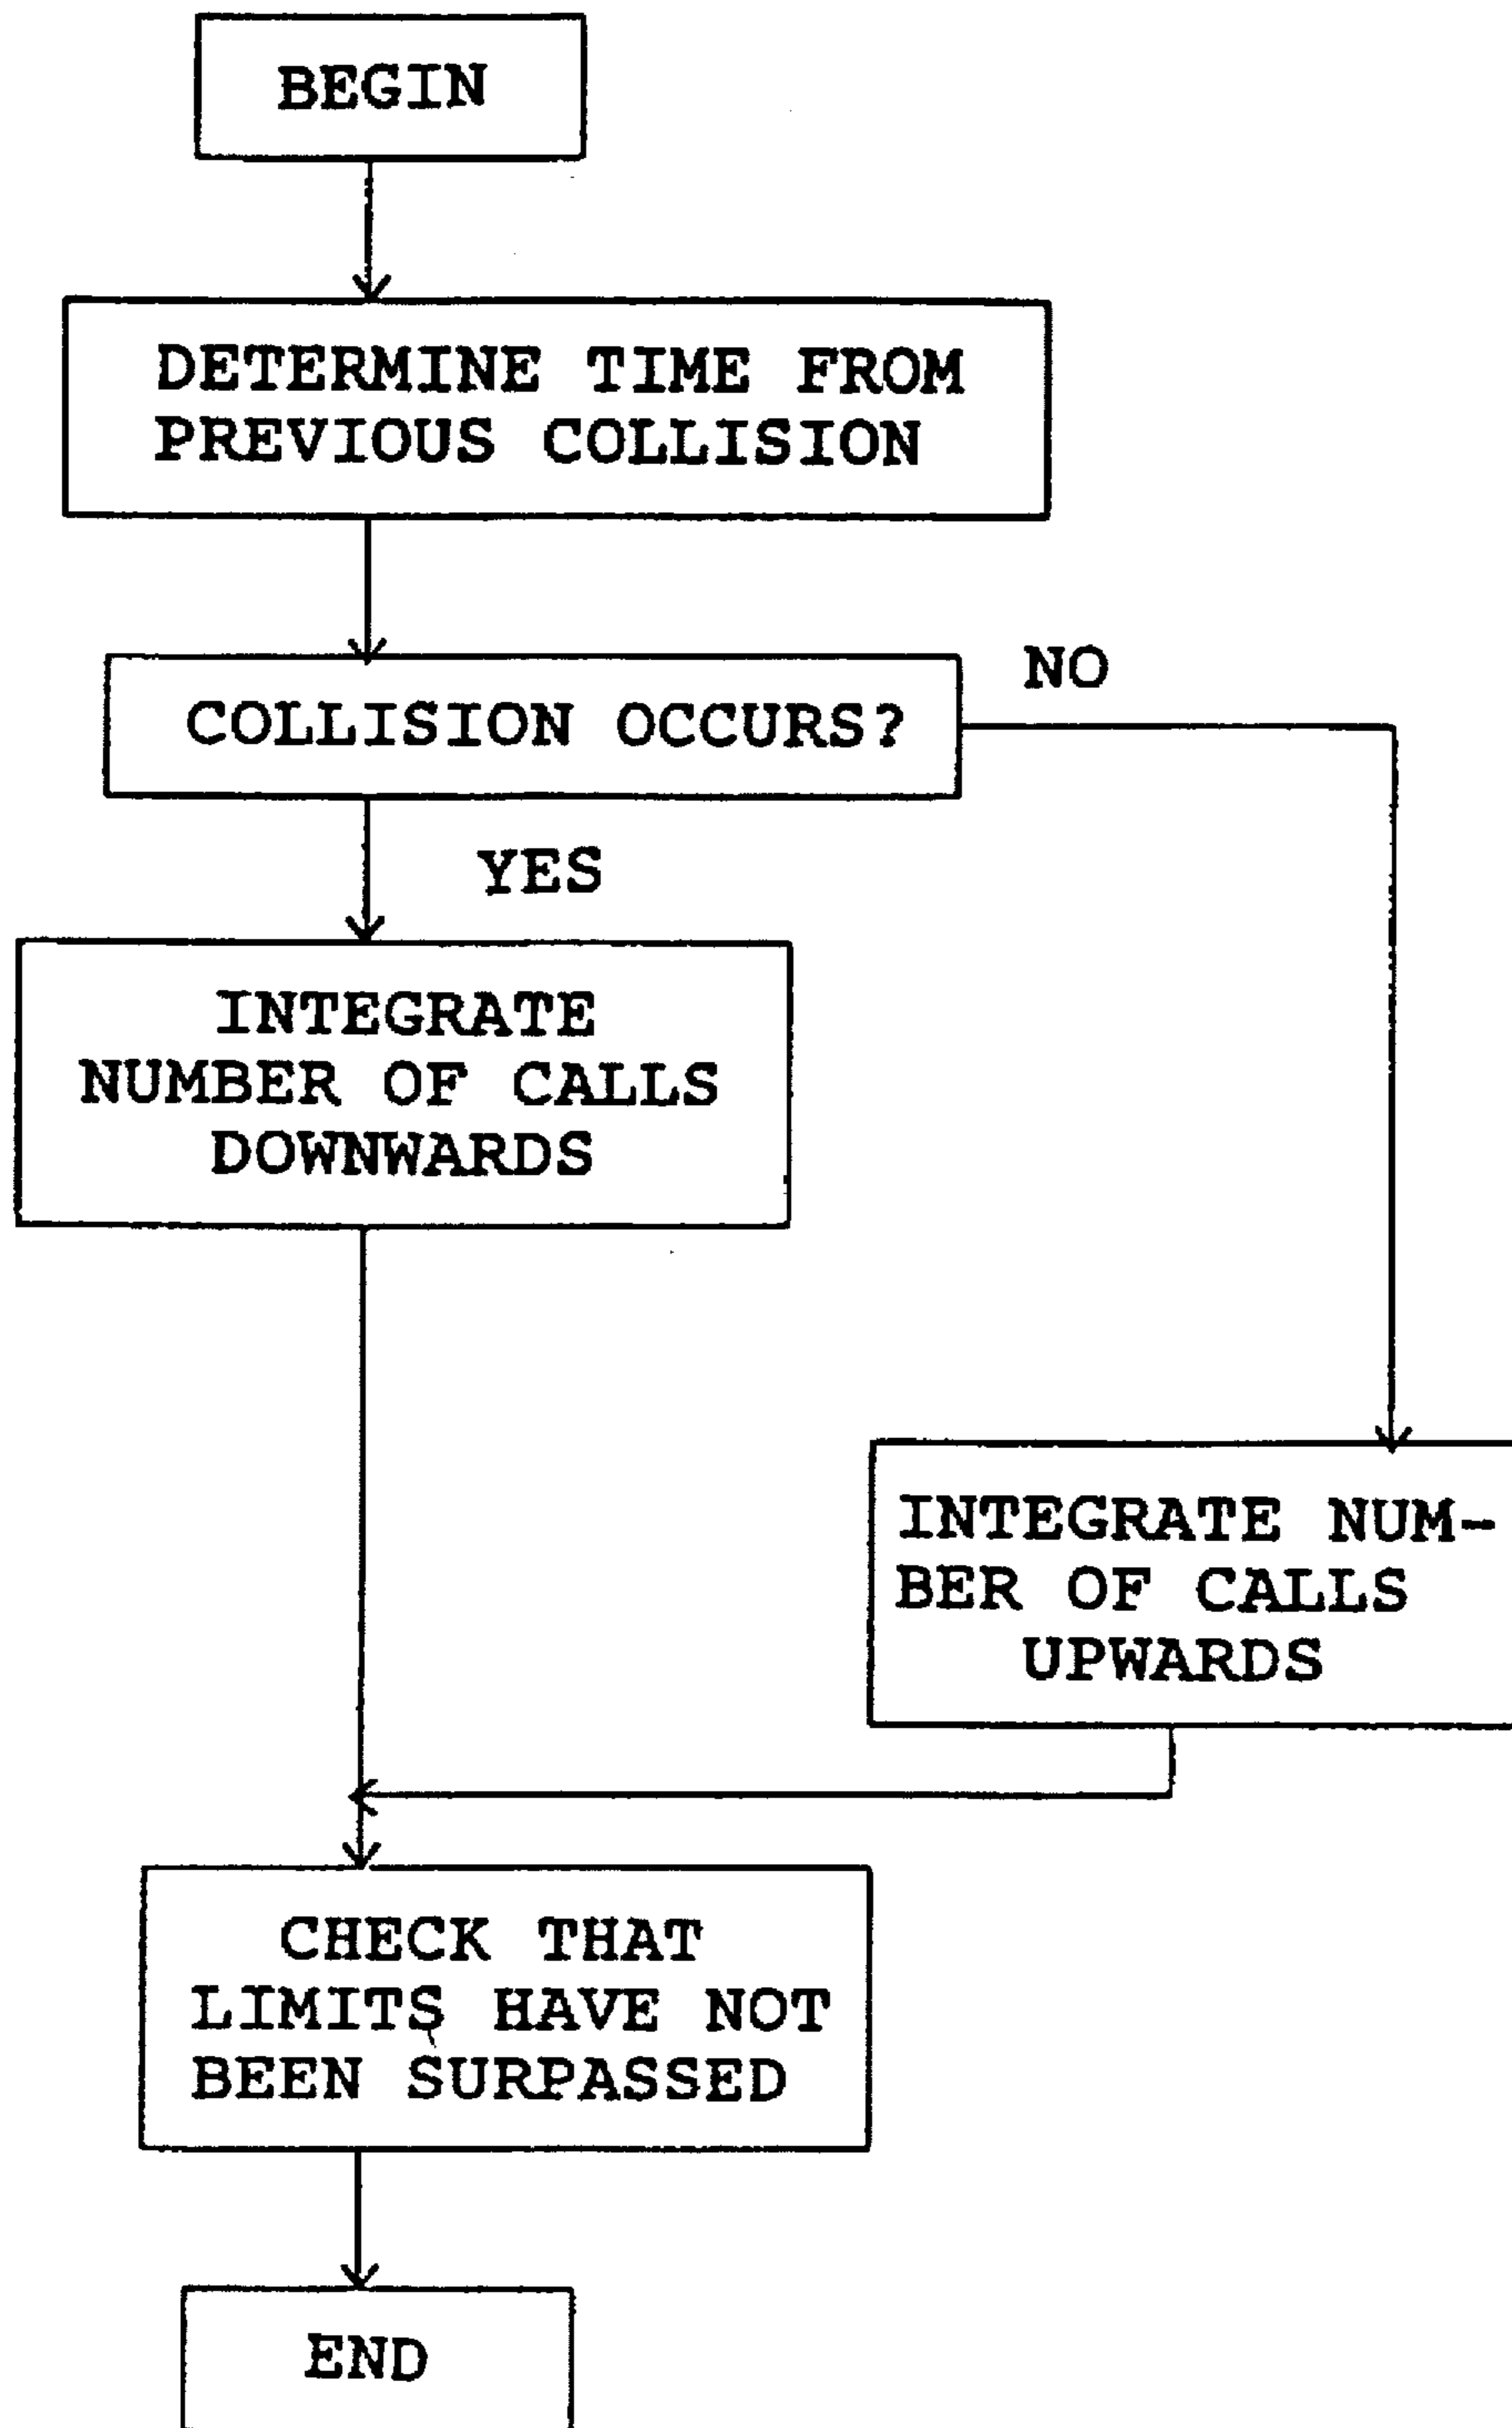 BEGIN
DETERMINE TIME FROM
PREVIOUS COLLISION
COLLISION OCCURS?
NO
YES
INTEGRATE
NUMBER OF CALLS
DOWNWARDS
INTEGRATE NUM-
BER OF CALLS
UPWARDS
CHECK THAT
LIMITS HAVE NOT
BEEN SURPASSED
END